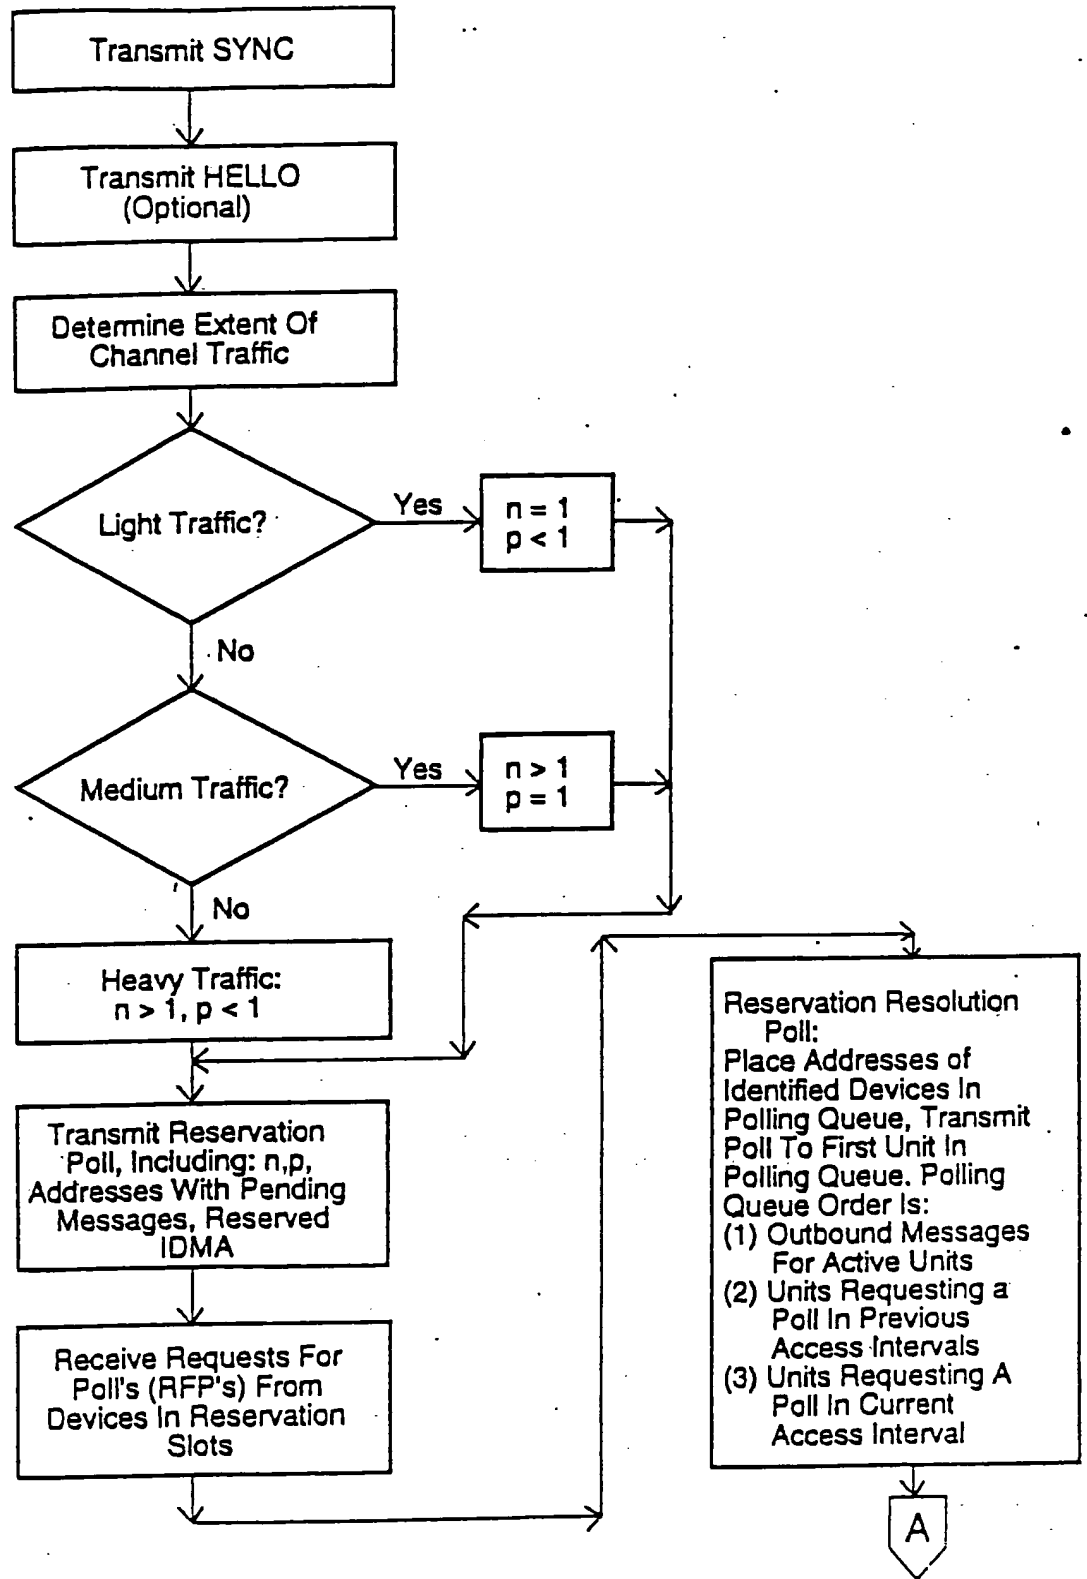 Transmit SYNC
Transmit HELLO
(Optional)
Determine Extent Of
Channel Traffic
Light Traffic?
Yes
n = 1
p < 1
No
Medium Traffic?
Yes
n > 1
p = 1
No
Heavy Traffic:
n > 1, p < 1
Transmit Reservation
Poll, Including: n,p,
Addresses With Pending
Messages, Reserved
IDMA
Receive Requests For
Poll's (RFP's) From
Devices In Reservation
Slots
Reservation Resolution
Poll:
Place Addresses of
Identified Devices In
Polling Queue, Transmit
Poll To First Unit In
Polling Queue. Polling
Queue Order Is:
(1) Outbound Messages
For Active Units
(2) Units Requesting a
Poll In Previous
Access Intervals
(3) Units Requesting A
Poll In Current
Access Interval
A